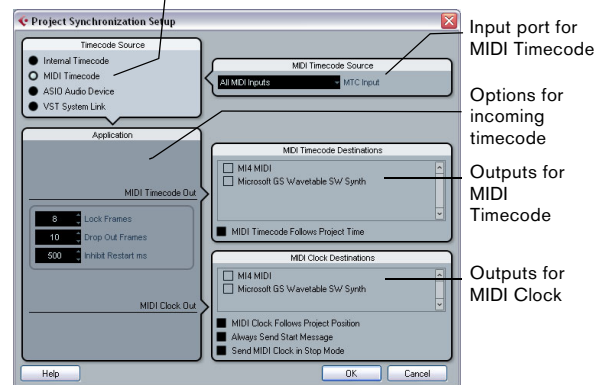 Project Synchronization Setup
Timecode Source
Internal Timecode
MIDI Timecode
ASIO Audio Device
VST System Link
MIDI Timecode Source
All MIDI Inputs
MTC Input
Application
MIDI Timecode Out
8 Lock Frames
10 Drop Out Frames
500 Inhibit Restart ms
MIDI Clock Out
MIDI Timecode Destinations
MI4 MIDI
Microsoft GS Wavetable SW Synth
MIDI Timecode Follows Project Time
MIDI Clock Destinations
MI4 MIDI
Microsoft GS Wavetable SW Synth
MIDI Clock Follows Project Position
Always Send Start Message
Send MIDI Clock in Stop Mode
Help
OK
Cancel
Input port for
MIDI Timecode
Options for
incoming
timecode
Outputs for
MIDI
Timecode
Outputs for
MIDI Clock